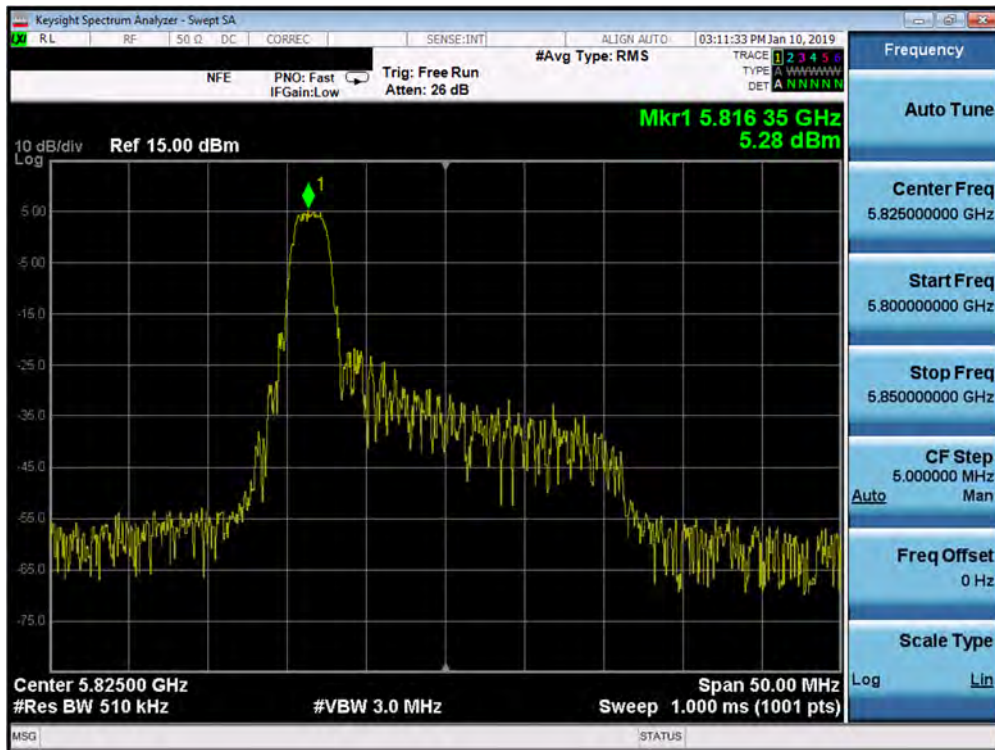 Keysight Spectrum Analyzer - Swept SA
LXI RL RF 50 Ω DC CORREC SENSE:INT ALIGN AUTO 03:11:33 PM Jan 10, 2019
#Avg Type: RMS
TRACE 1 2 3 4 5 6
NFE PNO: Fast Trig: Free Run
TYPE A WWWWW
IFGain:Low Atten: 26 dB
DET A N N N N N
Mkr1 5.816 35 GHz
5.28 dBm
10 dB/div Ref 15.00 dBm
Log
1
5.00
-5.00
-15.0
-25.0
-35.0
-45.0
-55.0
-65.0
-75.0
Center 5.82500 GHz Span 50.00 MHz
#Res BW 510 kHz #VBW 3.0 MHz Sweep 1.000 ms (1001 pts)
MSG STATUS
Frequency
Auto Tune
Center Freq
5.825000000 GHz
Start Freq
5.800000000 GHz
Stop Freq
5.850000000 GHz
CF Step
5.000000 MHz
Auto Man
Freq Offset
0 Hz
Scale Type
Log Lin